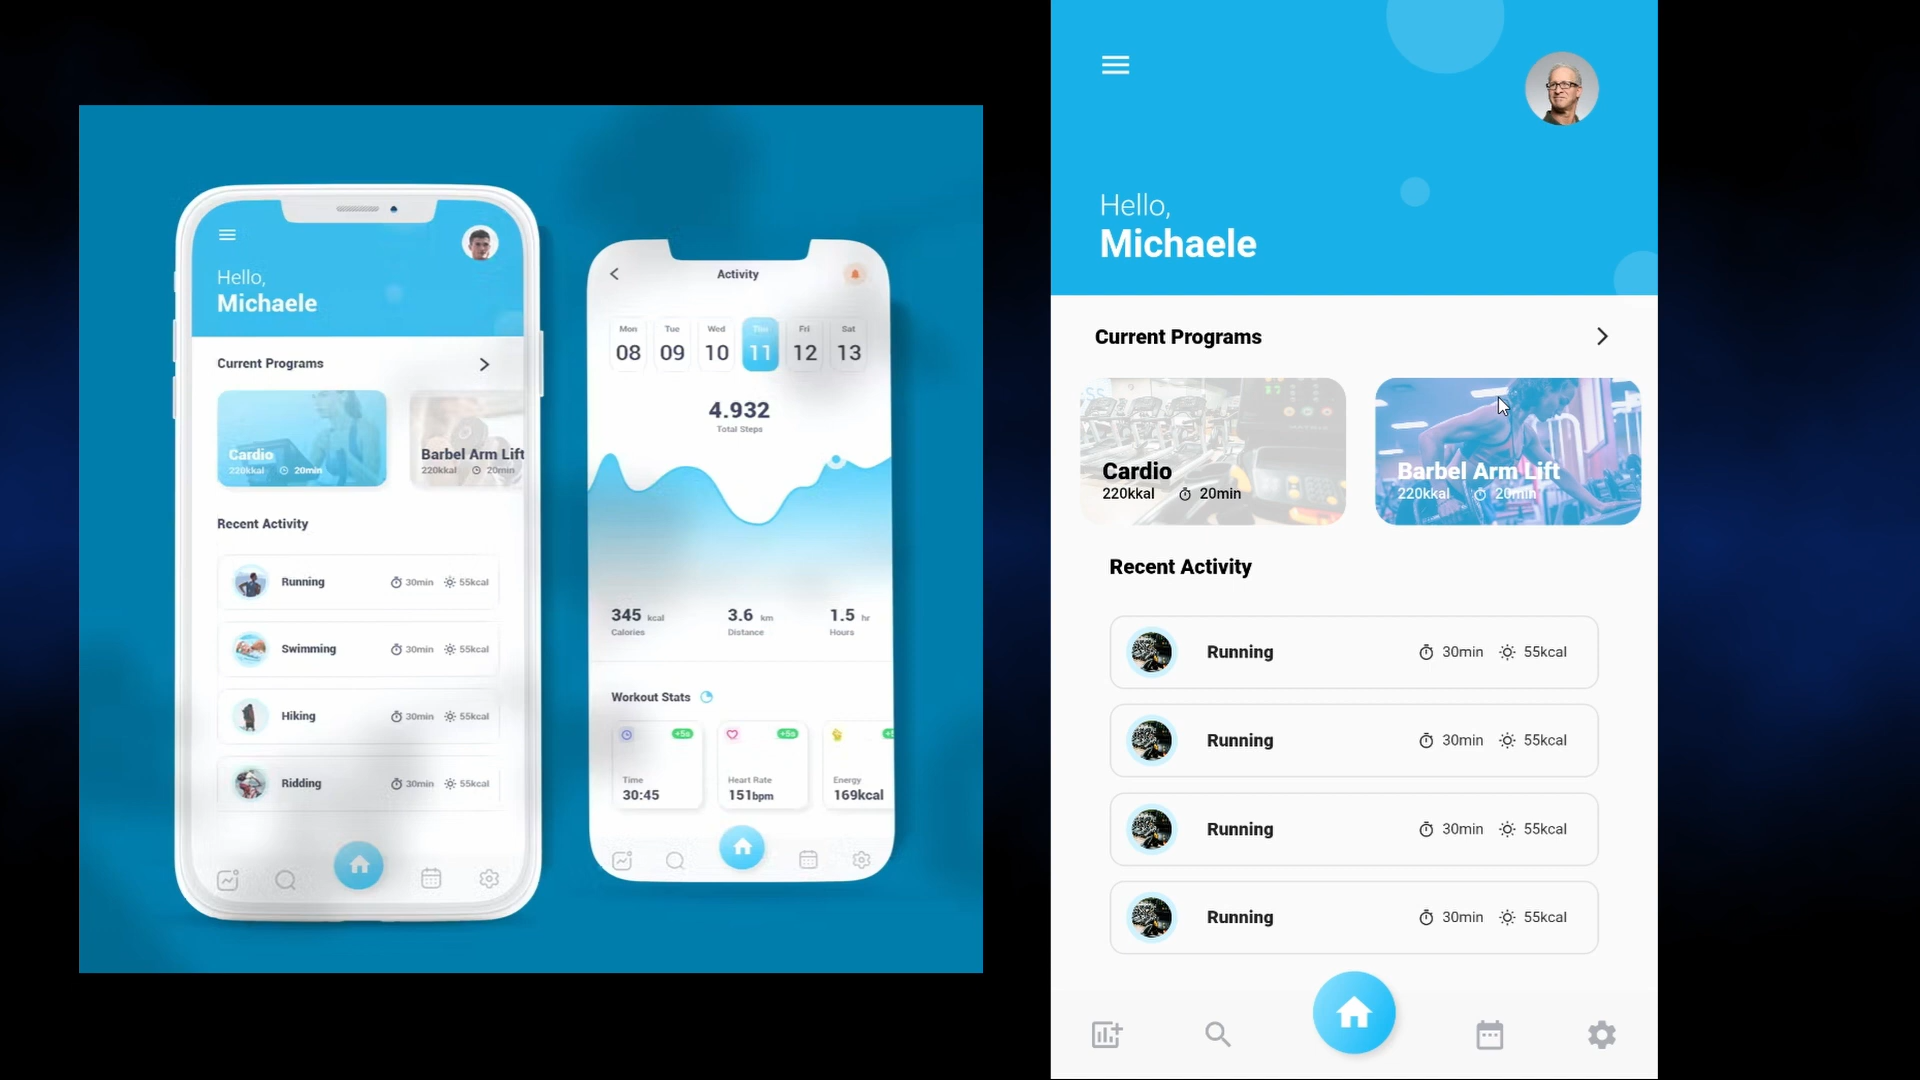 Hello,
Michaele
Current Programs
Cardio
220kkal 20min
Barbel Arm Lift
220kkal 20min
Recent Activity
Running 30min 55kcal
Swimming 30min 55kcal
Hiking 30min 55kcal
Ridding 30min 55kcal
Activity
Mon Tue Wed Thu Fri Sat
08 09 10 11 12 13
4.932
Total Steps
345 kcal 3.6 km 1.5 hr
Calories Distance Hours
Workout Stats
+5s +5s
Time Heart Rate Energy
30:45 151bpm 169kcal
Hello,
Michaele
Current Programs
Cardio
220kkal 20min
Barbel Arm Lift
220kkal 20min
Recent Activity
Running 30min 55kcal
Running 30min 55kcal
Running 30min 55kcal
Running 30min 55kcal